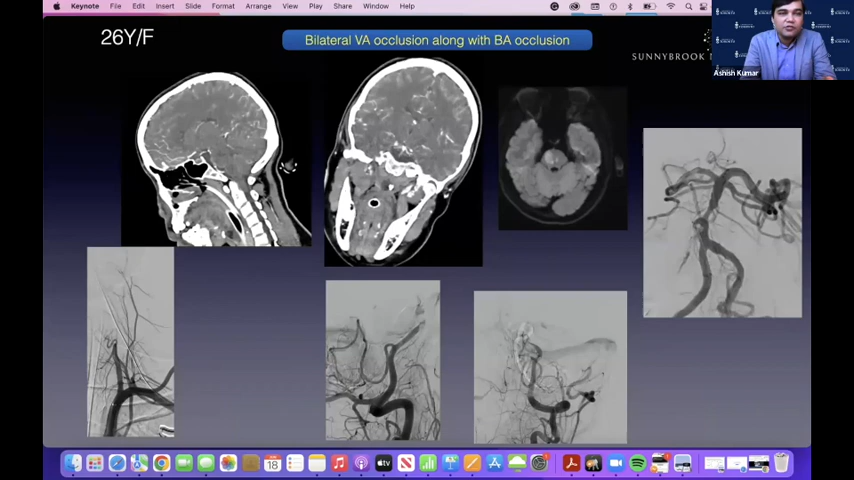 Keynote File Edit Insert Slide Format Arrange View Play Share Window Help
26Y/F
Bilateral VA occlusion along with BA occlusion
SUNNYBROOK
Ashish Kumar
18